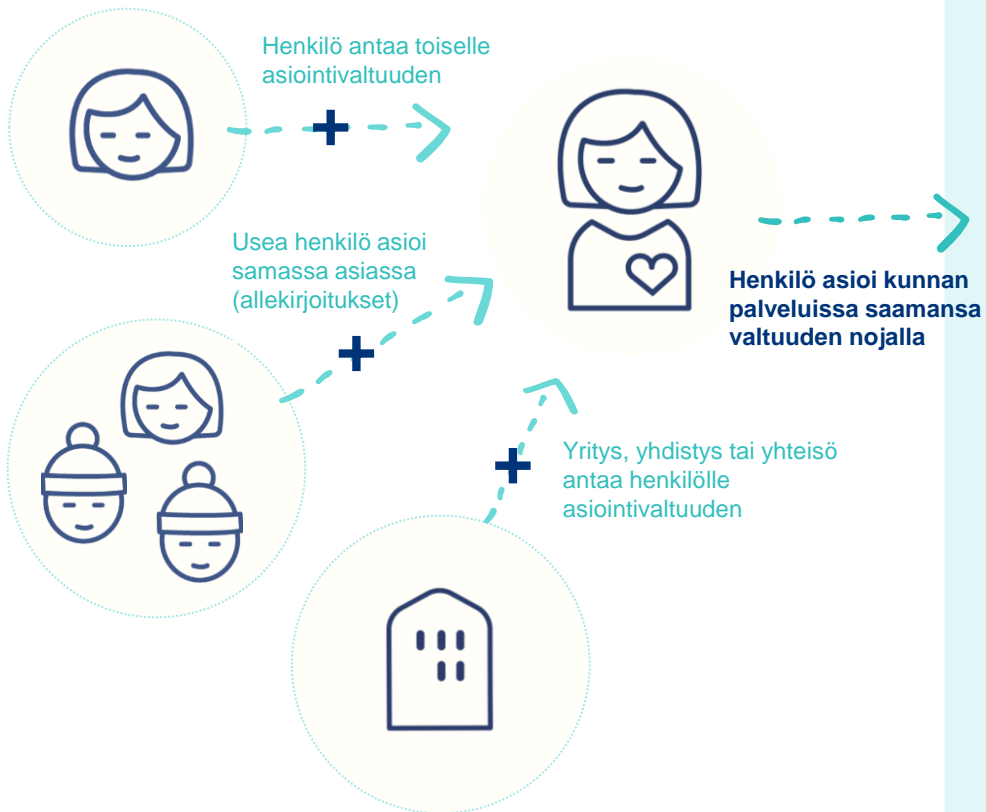 Henkilö antaa toiselle
asiointivaltuuden
Usea henkilö asioi
samassa asiassa
(allekirjoitukset)
Henkilö asioi kunnan
palveluissa saamansa
valtuuden nojalla
Yritys, yhdistys tai yhteisö
antaa henkilölle
asiointivaltuuden